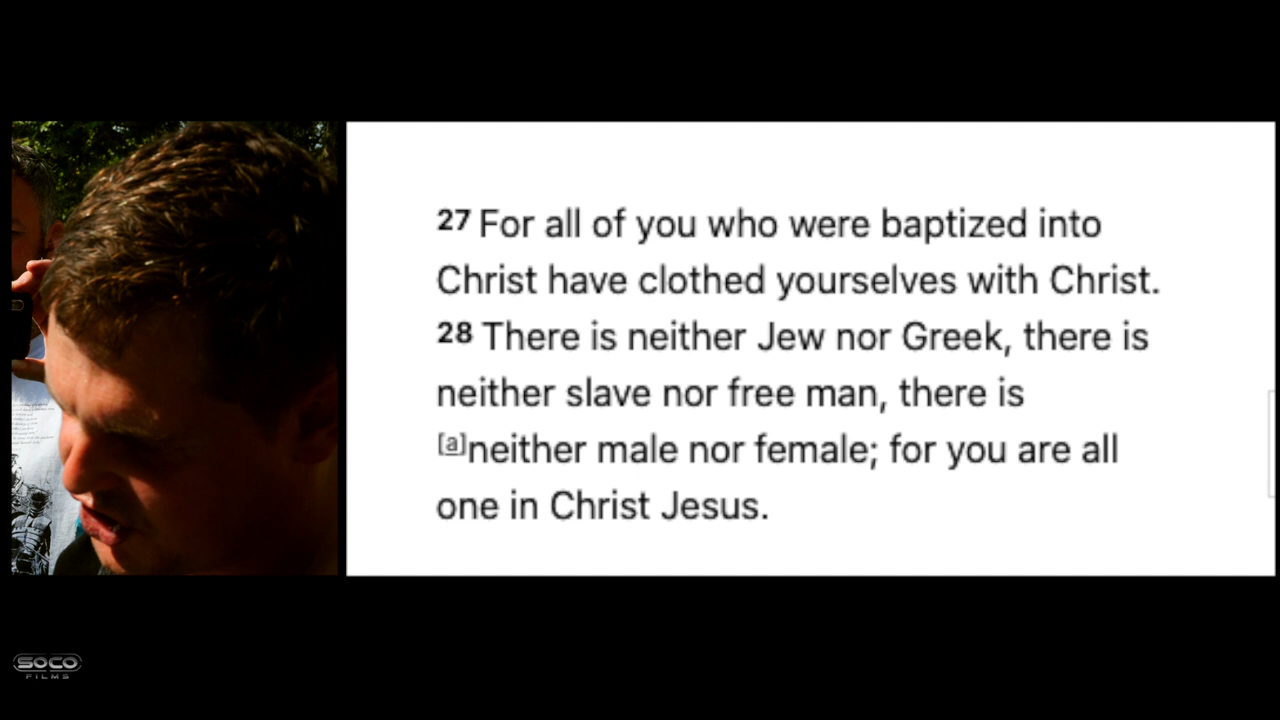 27 For all of you who were baptized into
Christ have clothed yourselves with Christ.
28 There is neither Jew nor Greek, there is
neither slave nor free man, there is
[a]neither male nor female; for you are all
one in Christ Jesus.
SOCO
FILMS